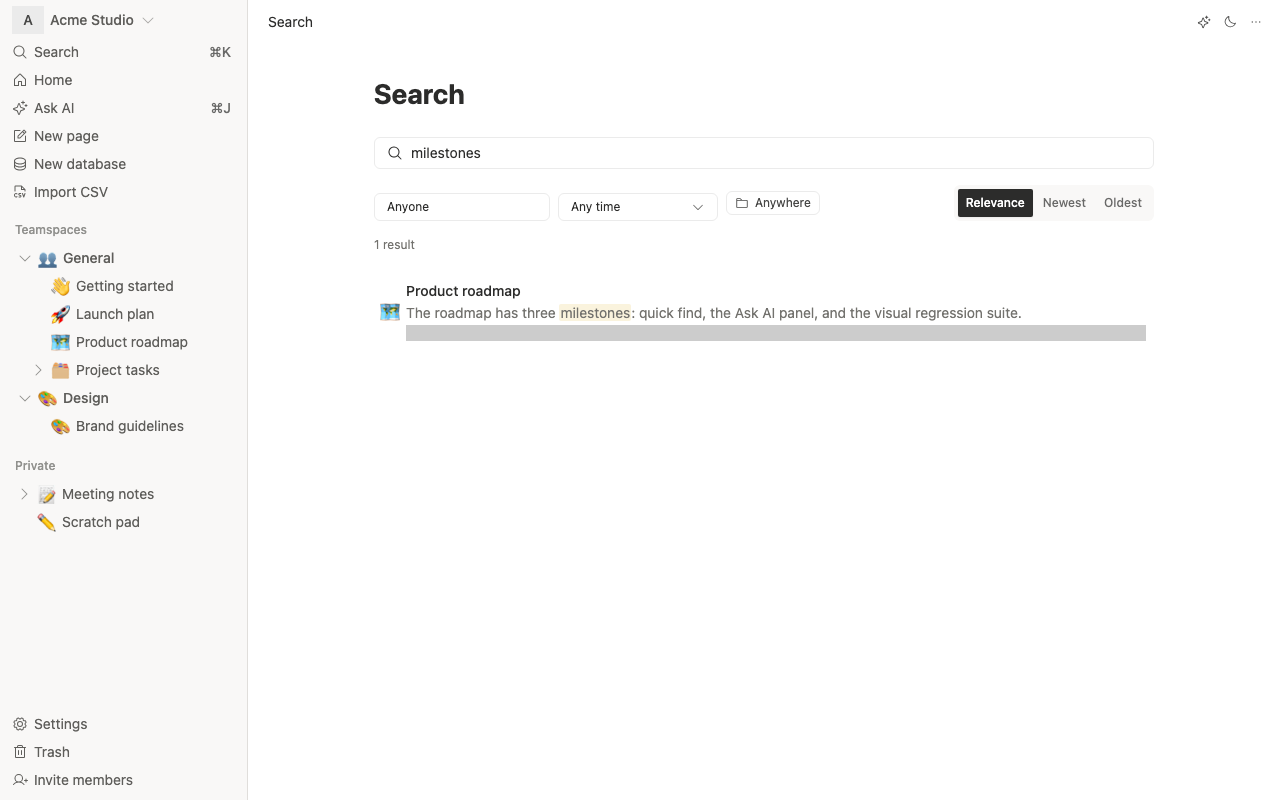 A Acme Studio
Search ⌘K
Home
Ask AI ⌘J
New page
New database
Import CSV
Teamspaces
General
Getting started
Launch plan
Product roadmap
Project tasks
Design
Brand guidelines
Private
Meeting notes
Scratch pad
Settings
Trash
Invite members
Search
Search
milestones
Anyone
Any time
Anywhere
Relevance Newest Oldest
1 result
Product roadmap
The roadmap has three milestones: quick find, the Ask AI panel, and the visual regression suite.